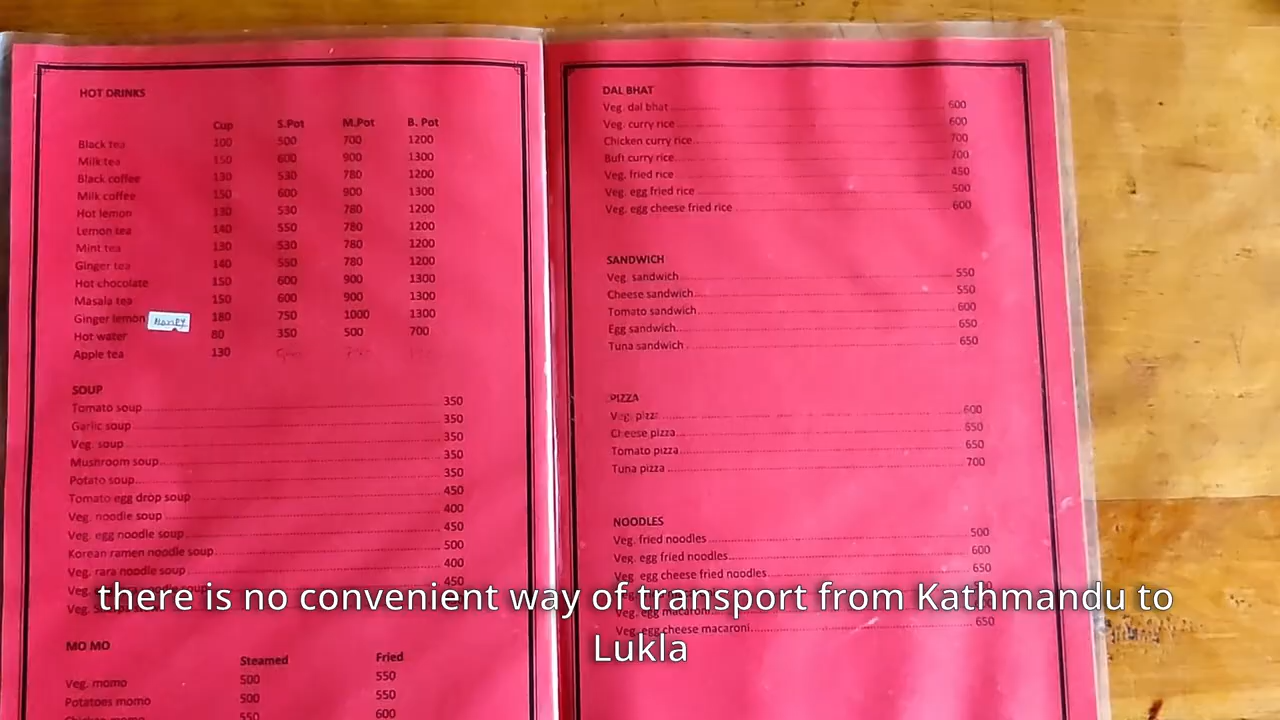 HOT DRINKS
Cup S.Pot M.Pot B. Pot
Black tea 100 500 700 1200
Milk tea 150 600 900 1300
Black coffee 130 530 780 1200
Milk coffee 150 600 900 1300
Hot lemon 130 530 780 1200
Lemon tea 140 550 780 1200
Mint tea 130 530 780 1200
Ginger tea 140 550 780 1200
Hot chocolate 150 600 900 1300
Masala tea 150 600 900 1300
Ginger lemon Honey 180 750 1000 1300
Hot water 80 350 500 700
Apple tea 130
SOUP
Tomato soup 350
Garlic soup 350
Veg. soup 350
Mushroom soup 350
Potato soup 350
Tomato egg drop soup 450
Veg. noodle soup 400
Veg. egg noodle soup 450
Korean ramen noodle soup 500
Veg. rara noodle soup 400
Veg. 450
Veg.
MO MO
Steamed Fried
Veg. momo 500 550
Potatoes momo 500 550
Chicken momo 550 600
DAL BHAT
Veg. dal bhat 600
Veg. curry rice 600
Chicken curry rice 700
Buff curry rice 700
Veg. fried rice 450
Veg. egg fried rice 500
Veg. egg cheese fried rice 600
SANDWICH
Veg. sandwich 550
Cheese sandwich 550
Tomato sandwich 600
Egg sandwich 650
Tuna sandwich 650
PIZZA
Veg. pizza 600
Cheese pizza 650
Tomato pizza 650
Tuna pizza 700
NOODLES
Veg. fried noodles 500
Veg. egg fried noodles 600
Veg. egg cheese fried noodles 650
Veg. egg macaroni
Veg. egg cheese macaroni 650
there is no convenient way of transport from Kathmandu to
Lukla